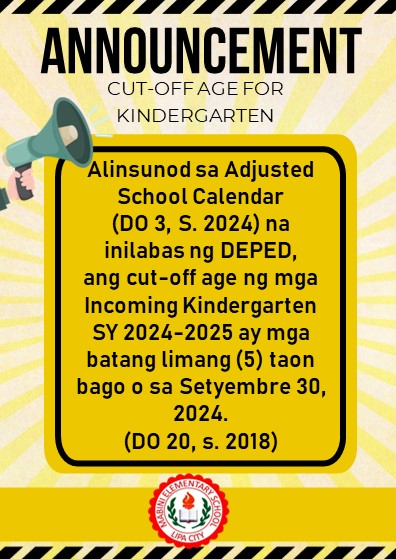 ANNOUNCEMENT
CUT-OFF AGE FOR
KINDERGARTEN
Alinsunod sa Adjusted
School Calendar
(DO 3, S. 2024) na
inilabas ng DEPED,
ang cut-off age ng mga
Incoming Kindergarten
SY 2024-2025 ay mga
batang limang (5) taon
bago o sa Setyembre 30,
2024.
(DO 20, s. 2018)
MABINI ELEMENTARY SCHOOL
LIPA CITY